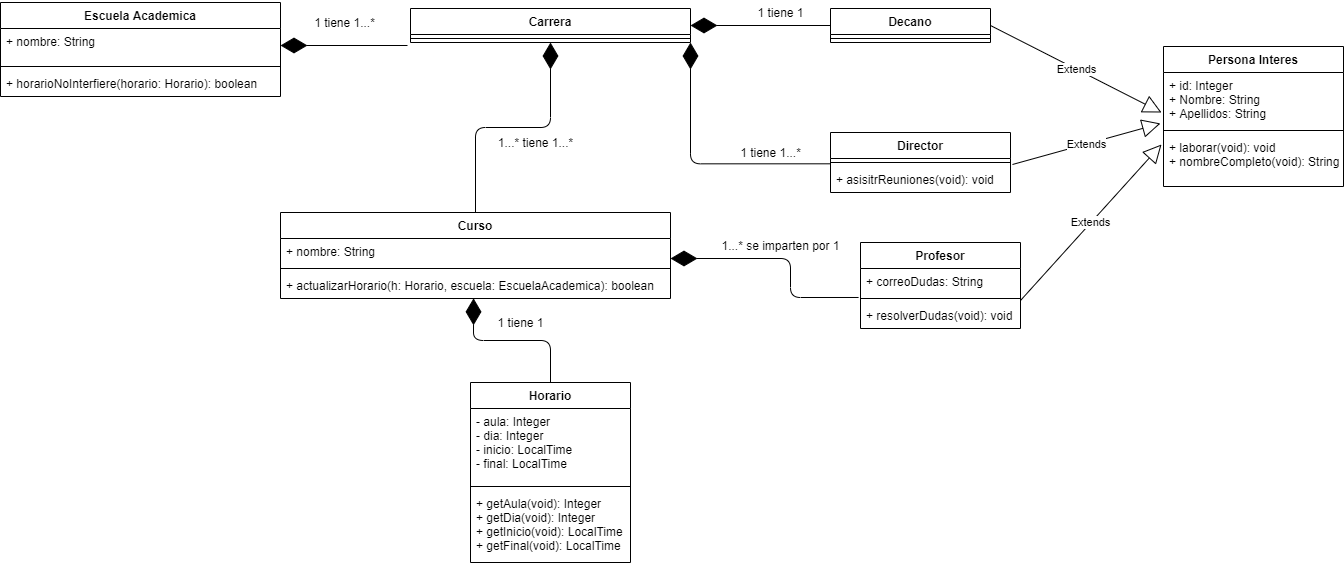 Escuela Academica
+ nombre: String
+ horarioNoInterfiere(horario: Horario): boolean
1 tiene 1...*
Carrera
1 tiene 1
Decano
Extends
Persona Interes
+ id: Integer
+ Nombre: String
+ Apellidos: String
+ laborar(void): void
+ nombreCompleto(void): String
1...* tiene 1...*
1 tiene 1...*
Director
+ asisitrReuniones(void): void
Extends
Curso
+ nombre: String
+ actualizarHorario(h: Horario, escuela: EscuelaAcademica): boolean
1...* se imparten por 1
Profesor
+ correoDudas: String
+ resolverDudas(void): void
Extends
1 tiene 1
Horario
- aula: Integer
- dia: Integer
- inicio: LocalTime
- final: LocalTime
+ getAula(void): Integer
+ getDia(void): Integer
+ getInicio(void): LocalTime
+ getFinal(void): LocalTime